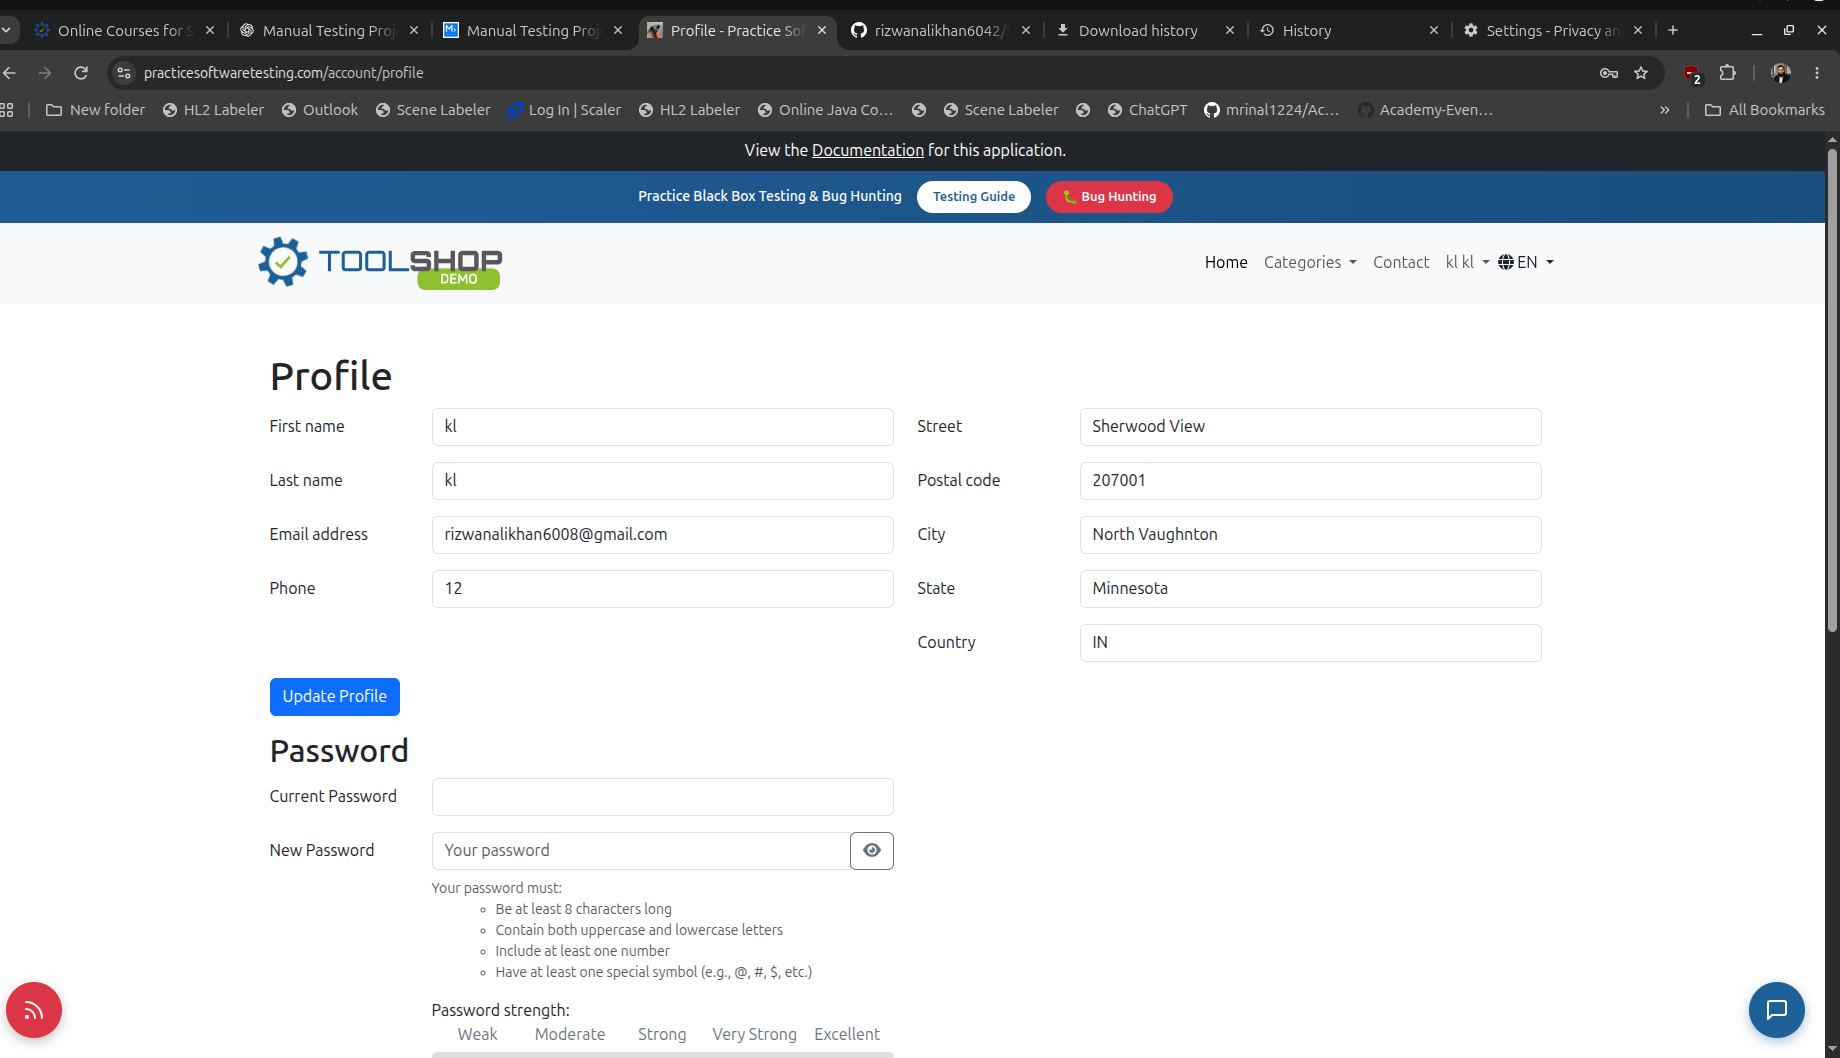 Online Courses for S
Manual Testing Proj
Manual Testing Proj
Profile - Practice Sof
rizwanalikhan6042/
Download history
History
Settings - Privacy an
practicesoftwaretesting.com/account/profile
2
New folder
HL2 Labeler
Outlook
Scene Labeler
Log In | Scaler
HL2 Labeler
Online Java Co...
Scene Labeler
ChatGPT
mrinal1224/Ac...
Academy-Even...
»
All Bookmarks
View the Documentation for this application.
Practice Black Box Testing & Bug Hunting
Testing Guide
Bug Hunting
TOOLSHOP
DEMO
Home
Categories
Contact
kl kl
EN
Profile
First name
kl
Street
Sherwood View
Last name
kl
Postal code
207001
Email address
rizwanalikhan6008@gmail.com
City
North Vaughnton
Phone
12
State
Minnesota
Country
IN
Update Profile
Password
Current Password
New Password
Your password
Your password must:
Be at least 8 characters long
Contain both uppercase and lowercase letters
Include at least one number
Have at least one special symbol (e.g., @, #, $, etc.)
Password strength:
Weak
Moderate
Strong
Very Strong
Excellent